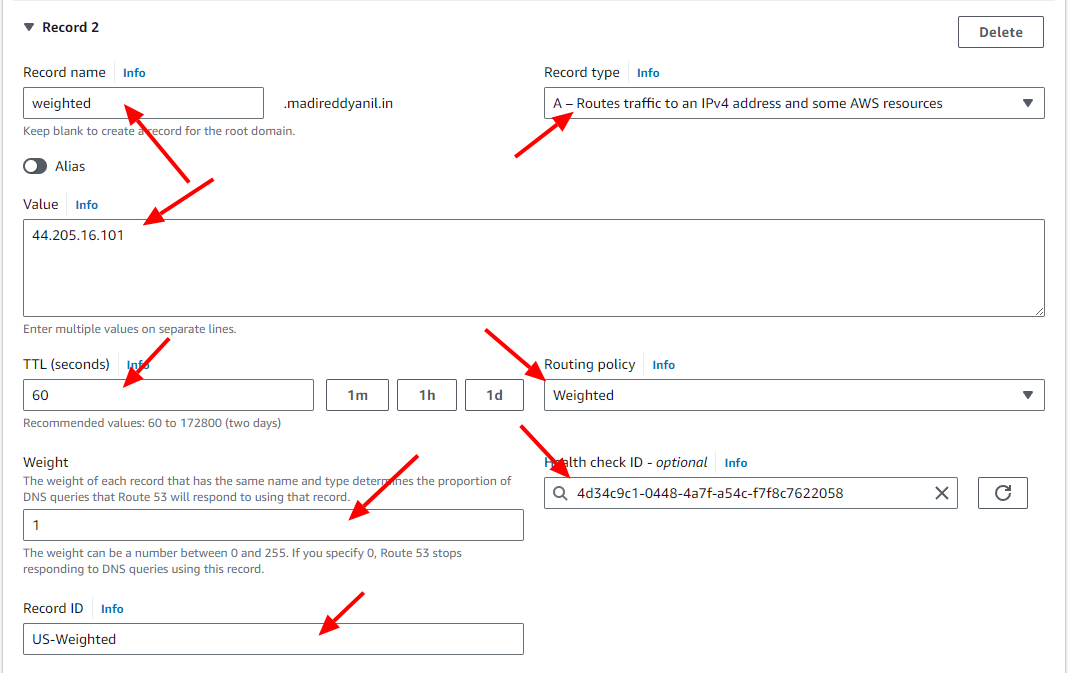 Record 2
Delete
Record name Info
Record type Info
weighted .madireddyanil.in
A – Routes traffic to an IPv4 address and some AWS resources
Keep blank to create a record for the root domain.
Alias
Value Info
44.205.16.101
Enter multiple values on separate lines.
TTL (seconds) Info
Routing policy Info
60 1m 1h 1d
Weighted
Recommended values: 60 to 172800 (two days)
Weight
Health check ID - optional Info
The weight of each record that has the same name and type determines the proportion of
DNS queries that Route 53 will respond to using that record.
4d34c9c1-0448-4a7f-a54c-f7f8c7622058
1
The weight can be a number between 0 and 255. If you specify 0, Route 53 stops
responding to DNS queries using this record.
Record ID Info
US-Weighted